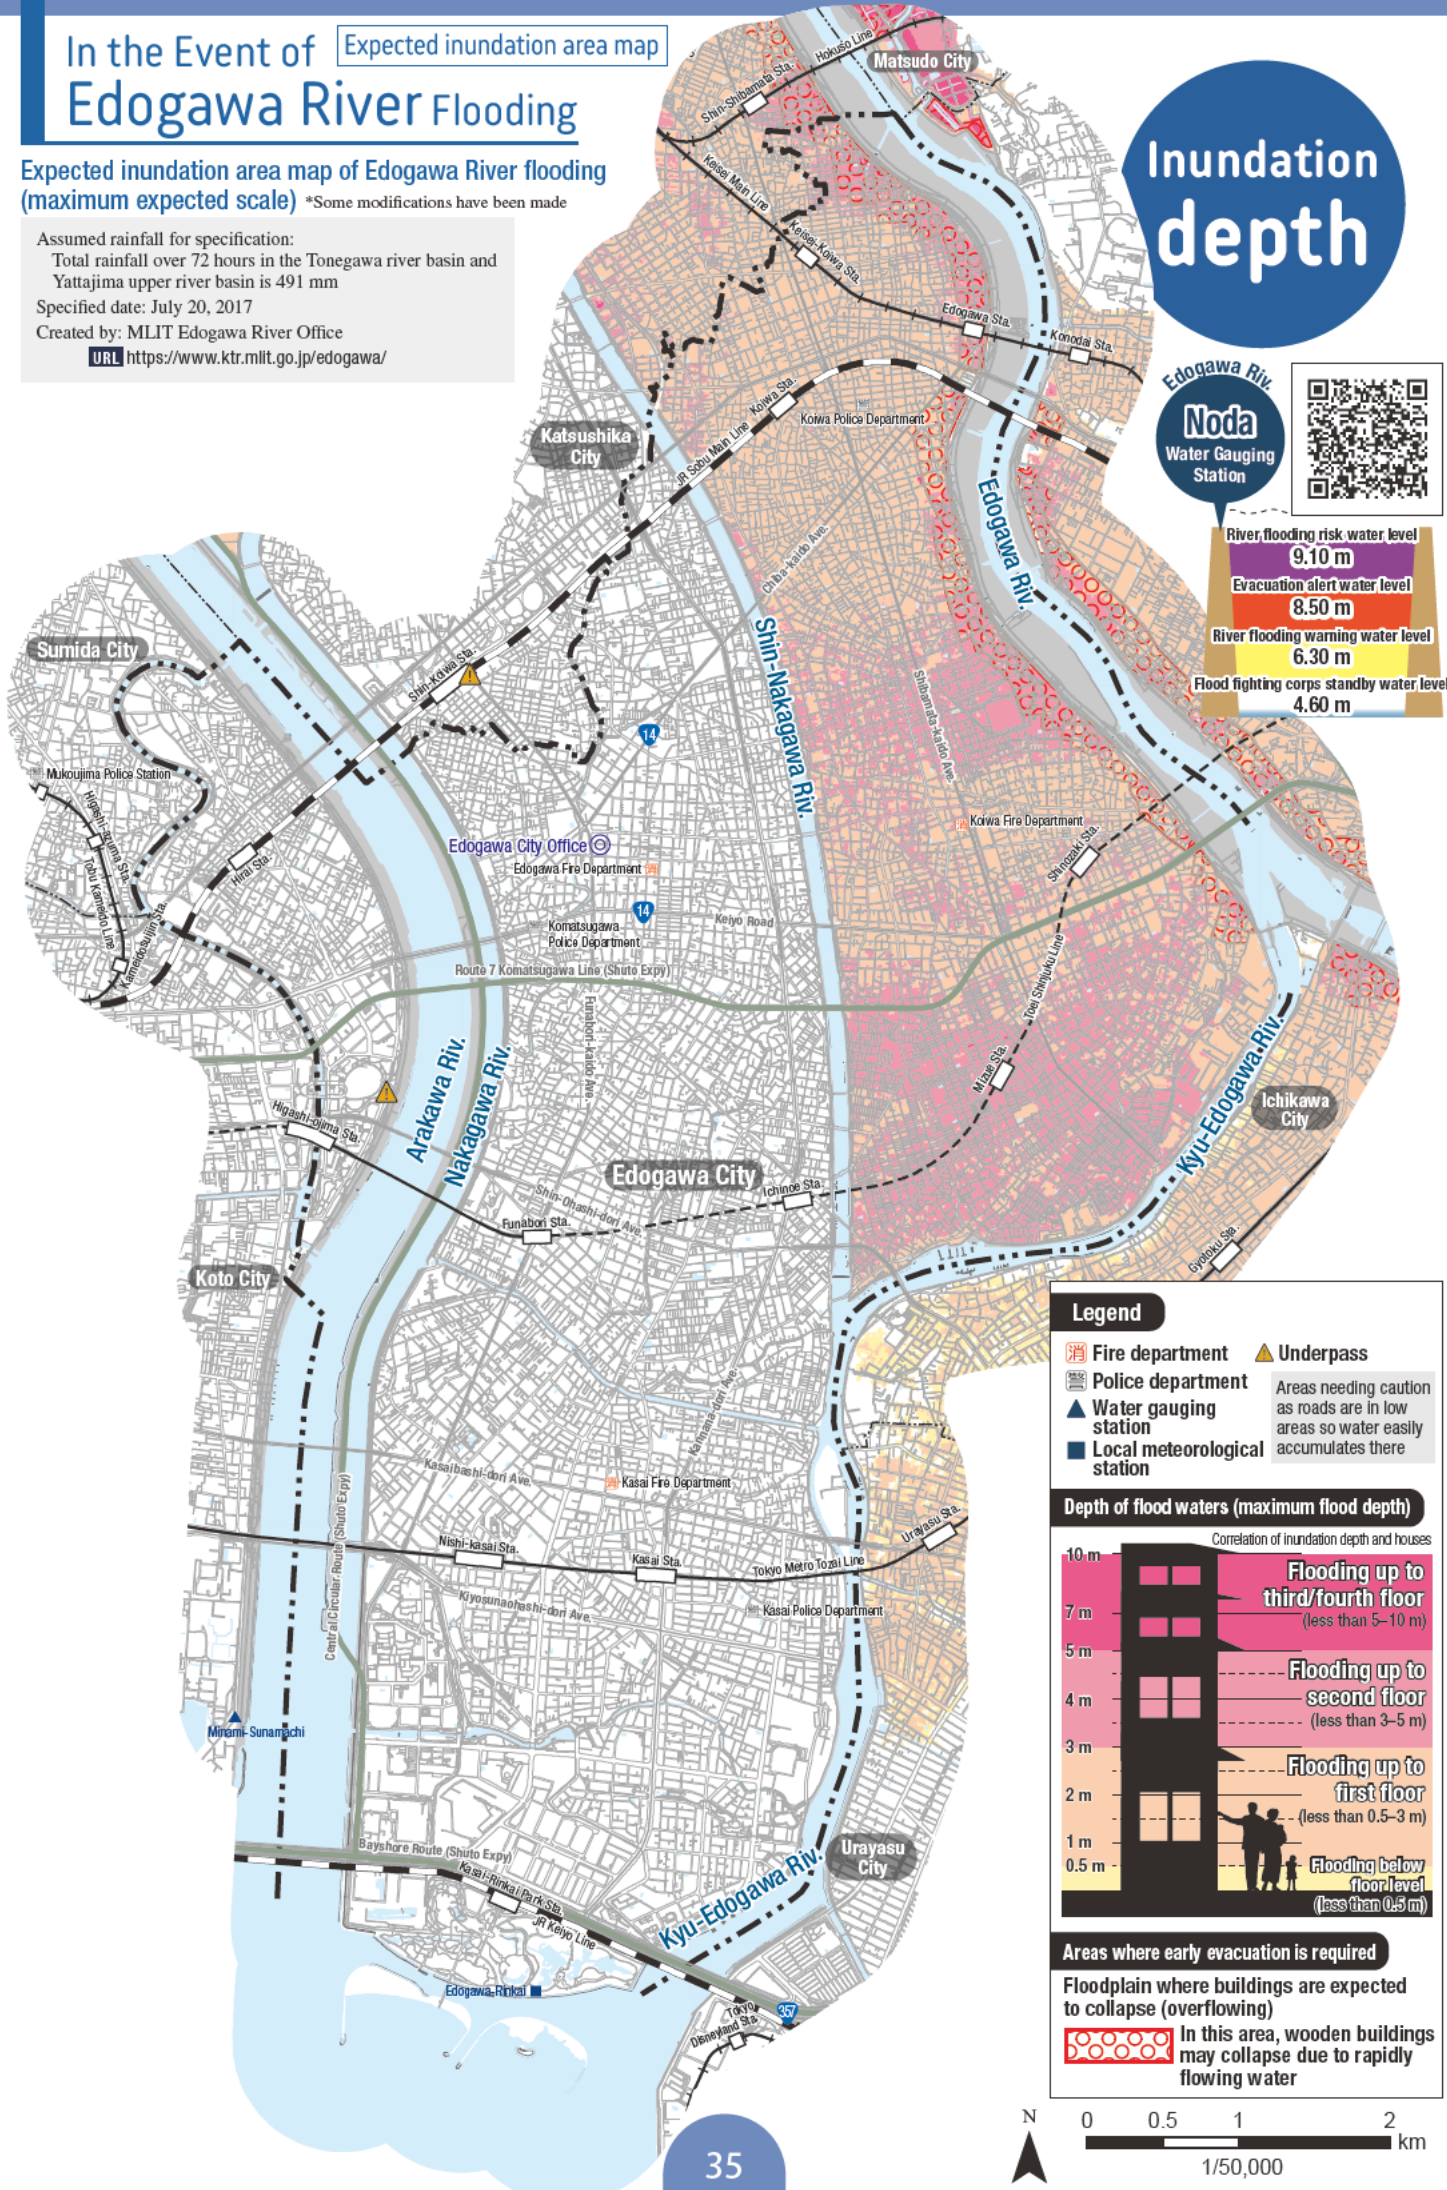 In the Event of
Expected inundation area map
Edogawa River Flooding
Expected inundation area map of Edogawa River flooding
(maximum expected scale) *Some modifications have been made
Assumed rainfall for specification:
Total rainfall over 72 hours in the Tonegawa river basin and
Yattajima upper river basin is 491 mm
Specified date: July 20, 2017
Created by: MLIT Edogawa River Office
URL https://www.ktr.mlit.go.jp/edogawa/
Inundation
depth
Edogawa Riv.
Noda
Water Gauging
Station
River flooding risk water level
9.10 m
Evacuation alert water level
8.50 m
River flooding warning water level
6.30 m
Flood fighting corps standby water level
4.60 m
Matsudo City
Hokuso Line
Shin-Shibamata Sta.
Keisei Main Line
Keisei-Koiwa Sta.
Edogawa Sta.
Konodai Sta.
Koiwa Sta.
Koiwa Police Department
JR Sobu Main Line
Katsushika
City
Edogawa Riv.
Chiba-kaido Ave.
Shin-Nakagawa Riv.
Shibamata-kaido Ave.
Sumida City
Shin-Koiwa Sta.
14
Mukoujima Police Station
Higashi-azuma Sta.
Tobu Kameido Line
Kameidosuijin Sta.
Hirai Sta.
Edogawa City Office
Edogawa Fire Department 消
14
Komatsugawa
Police Department
Keiyo Road
Route 7 Komatsugawa Line (Shuto Expy)
Funabori-kaido Ave.
消 Koiwa Fire Department
Shinozaki Sta.
Toei Shinjuku Line
Mizue Sta.
Arakawa Riv.
Nakagawa Riv.
Higashi-ojima Sta.
Edogawa City
Ichinoe Sta.
Shin-Ohashi-dori Ave.
Funabori Sta.
Kyu-Edogawa Riv.
Ichikawa
City
Gyotoku Sta.
Koto City
Kannana-dori Ave.
Kasaibashi-dori Ave.
消 Kasai Fire Department
Central Circular Route (Shuto Expy)
Nishi-kasai Sta.
Kasai Sta.
Tokyo Metro Tozai Line
Urayasu Sta.
Kiyosunaohashi-dori Ave.
Kasai Police Department
Minami-Sunamachi
Bayshore Route (Shuto Expy)
Kasai-Rinkai Park Sta.
JR Keiyo Line
Kyu-Edogawa Riv.
Urayasu
City
Edogawa-Rinkai
357
Tokyo
Disneyland Sta.
Legend
消 Fire department
Underpass
警 Police department
Areas needing caution
as roads are in low
areas so water easily
accumulates there
Water gauging
station
Local meteorological
station
Depth of flood waters (maximum flood depth)
Correlation of inundation depth and houses
10 m
Flooding up to
third/fourth floor
7 m
(less than 5–10 m)
5 m
Flooding up to
second floor
4 m
(less than 3–5 m)
3 m
Flooding up to
first floor
2 m
(less than 0.5–3 m)
1 m
0.5 m
Flooding below
floor level
(less than 0.5 m)
Areas where early evacuation is required
Floodplain where buildings are expected
to collapse (overflowing)
In this area, wooden buildings
may collapse due to rapidly
flowing water
N
0 0.5 1 2
km
1/50,000
35